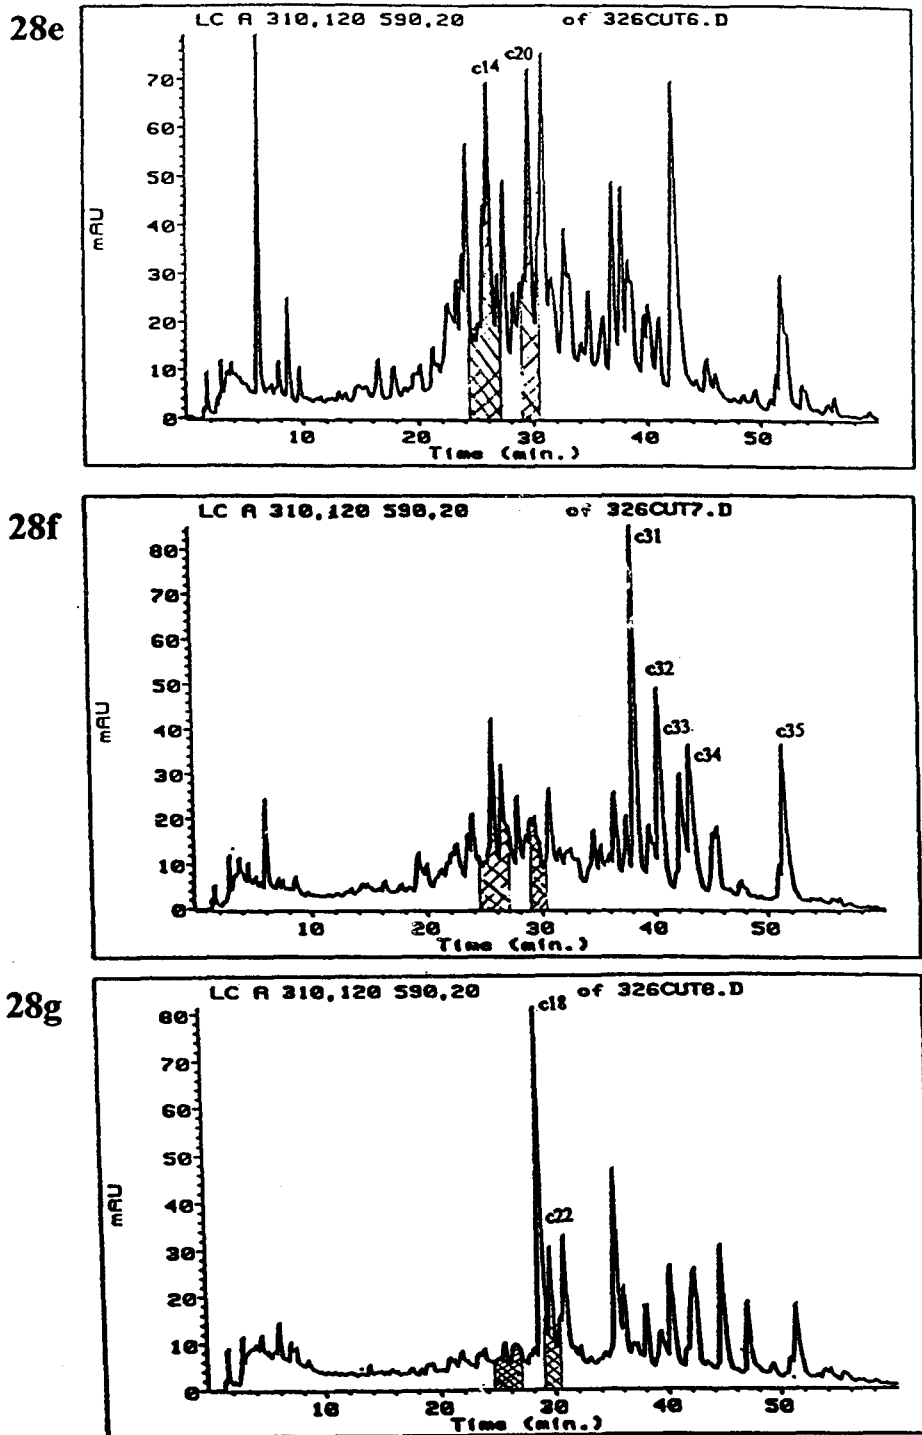 28e
LC A 310,120 590,20 of 326CUT6.D
c14 c20
mAU
70
60
50
40
30
20
10
0
10 20 30 40 50
Time (min.)
28f
LC A 310,120 590,20 of 326CUT7.D
c31
c32
c33
c34
c35
mAU
80
70
60
50
40
30
20
10
0
10 20 30 40 50
Time (min.)
28g
LC A 310,120 590,20 of 326CUT8.D
c18
c22
mAU
80
70
60
50
40
30
20
10
0
10 20 30 40 50
Time (min.)